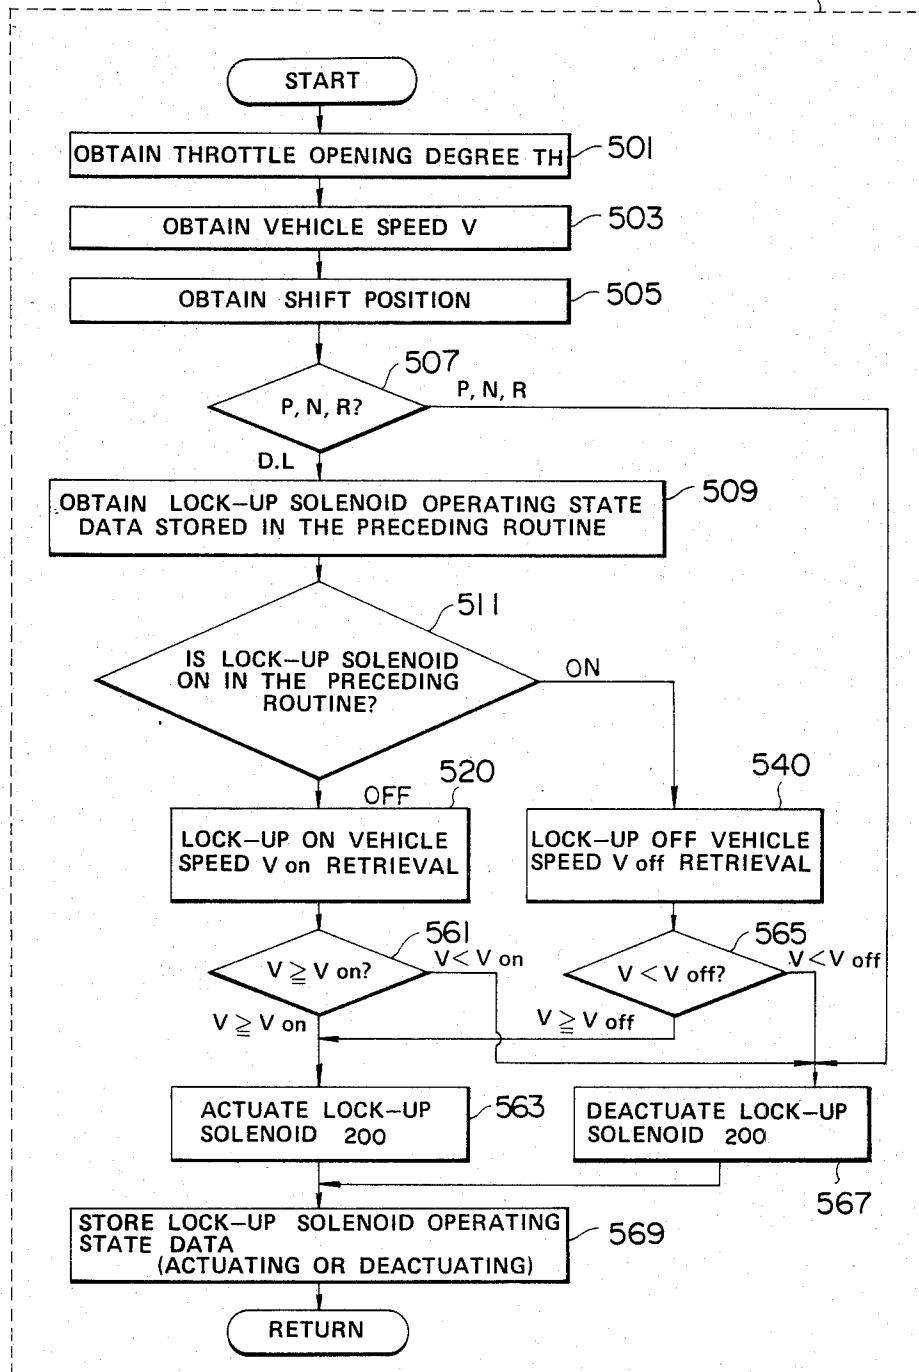 START
OBTAIN THROTTLE OPENING DEGREE TH
501
OBTAIN VEHICLE SPEED V
503
OBTAIN SHIFT POSITION
505
507
P, N, R?
P, N, R
D.L
OBTAIN LOCK-UP SOLENOID OPERATING STATE
DATA STORED IN THE PRECEDING ROUTINE
509
511
IS LOCK-UP SOLENOID
ON IN THE PRECEDING
ROUTINE?
ON
OFF
520
LOCK-UP ON VEHICLE
SPEED V on RETRIEVAL
540
LOCK-UP OFF VEHICLE
SPEED V off RETRIEVAL
561
V ≧ V on?
V < V on
V ≧ V on
565
V < V off?
V < V off
V ≧ V off
ACTUATE LOCK-UP
SOLENOID 200
563
DEACTUATE LOCK-UP
SOLENOID 200
567
STORE LOCK-UP SOLENOID OPERATING
STATE DATA
(ACTUATING OR DEACTUATING)
569
RETURN